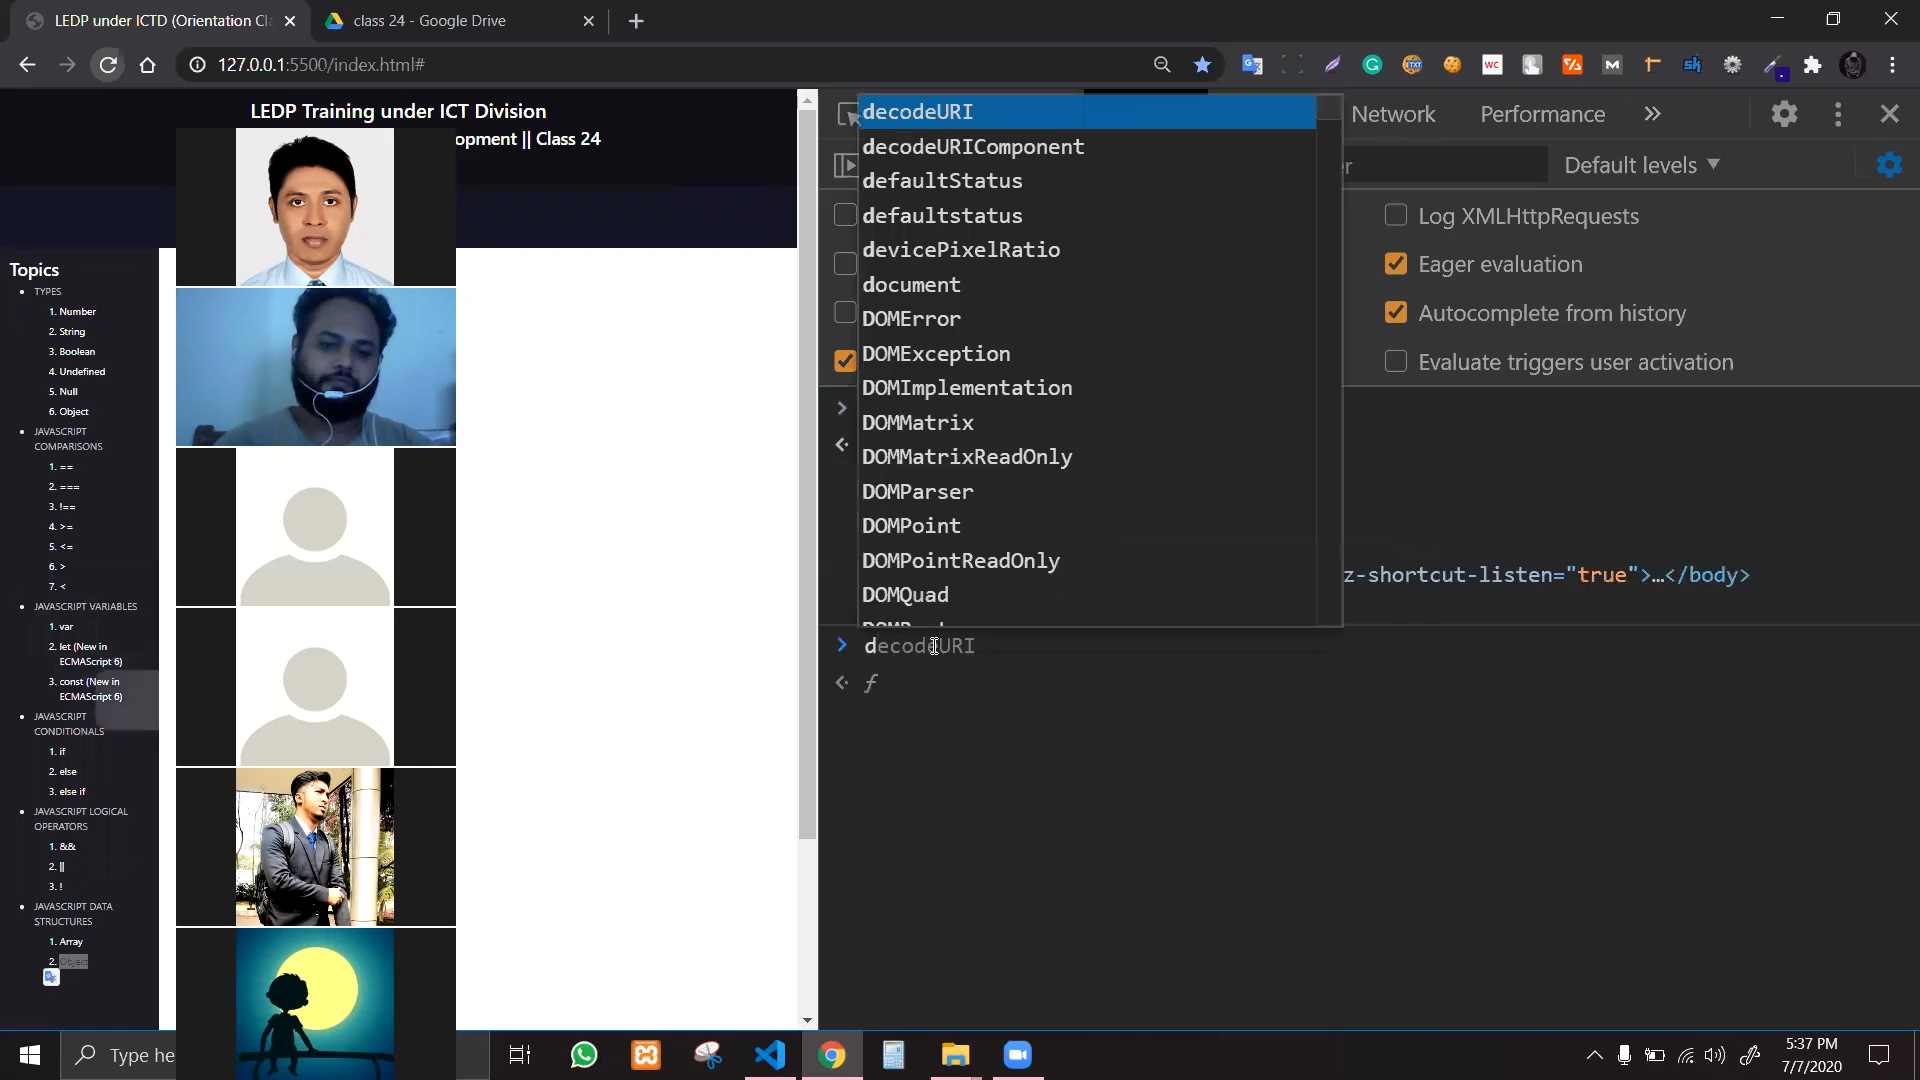 LEDP under ICTD (Orientation Cla
class 24 - Google Drive
127.0.0.1:5500/index.html#
LEDP Training under ICT Division
opment || Class 24
Topics
TYPES
1. Number
2. String
3. Boolean
4. Undefined
5. Null
6. Object
JAVASCRIPT
COMPARISONS
1. ==
2. ===
3. !==
4. >=
5. <=
6. >
7. <
JAVASCRIPT VARIABLES
1. var
2. let (New in
ECMAScript 6)
3. const (New in
ECMAScript 6)
JAVASCRIPT
CONDITIONALS
1. if
2. else
3. else if
JAVASCRIPT LOGICAL
OPERATORS
1. &&
2. ||
3. !
JAVASCRIPT DATA
STRUCTURES
1. Array
2. Object
Network
Performance
Default levels
Log XMLHttpRequests
Eager evaluation
Autocomplete from history
Evaluate triggers user activation
decodeURI
decodeURIComponent
defaultStatus
defaultstatus
devicePixelRatio
document
DOMError
DOMException
DOMImplementation
DOMMatrix
DOMMatrixReadOnly
DOMParser
DOMPoint
DOMPointReadOnly
DOMQuad
z-shortcut-listen="true">…</body>
> decodeURI
f
Type he
5:37 PM
7/7/2020